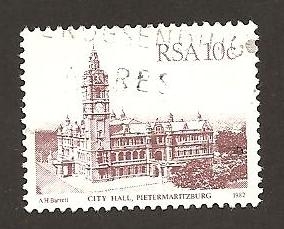 RSA 10c
A.H. Barrett
CITY HALL, PIETERMARITZBURG
1982